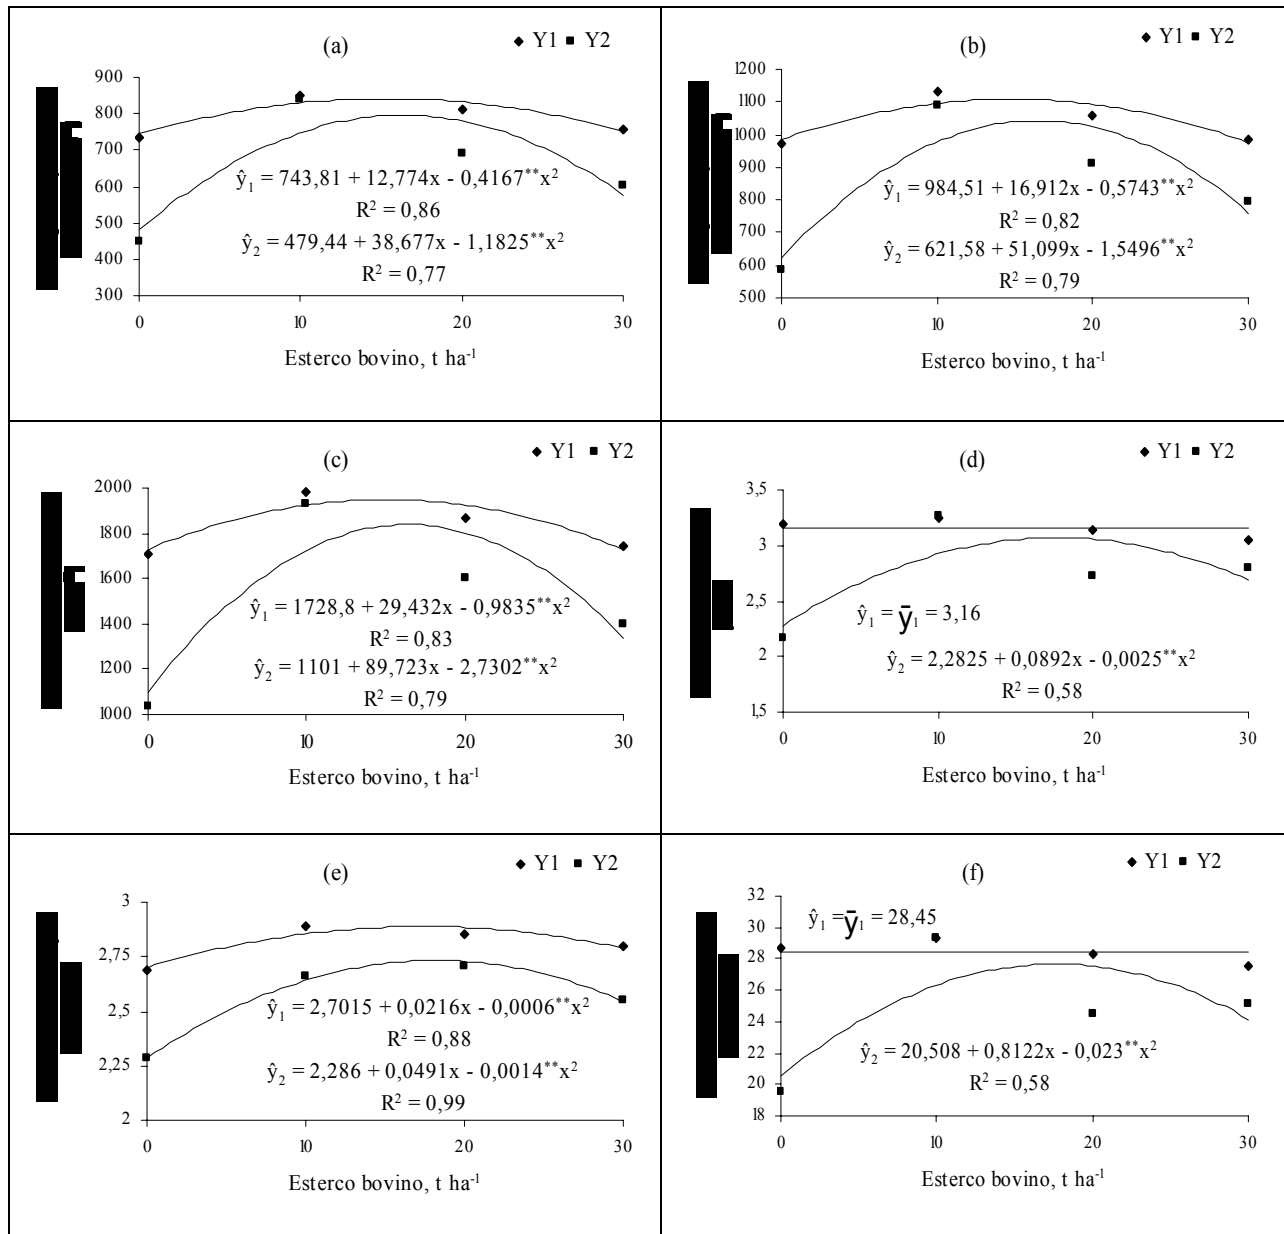 (a)
Y1 Y2
900
800
700
600
500
400
300
ŷ₁ = 743,81 + 12,774x - 0,4167**x²
R² = 0,86
ŷ₂ = 479,44 + 38,677x - 1,1825**x²
R² = 0,77
0 10 20 30
Esterco bovino, t ha⁻¹
(b)
Y1 Y2
1200
1100
1000
900
800
700
600
500
ŷ₁ = 984,51 + 16,912x - 0,5743**x²
R² = 0,82
ŷ₂ = 621,58 + 51,099x - 1,5496**x²
R² = 0,79
0 10 20 30
Esterco bovino, t ha⁻¹
(c)
Y1 Y2
2000
1800
1600
1400
1200
1000
ŷ₁ = 1728,8 + 29,432x - 0,9835**x²
R² = 0,83
ŷ₂ = 1101 + 89,723x - 2,7302**x²
R² = 0,79
0 10 20 30
Esterco bovino, t ha⁻¹
(d)
Y1 Y2
3,5
3
2,5
2
1,5
ŷ₁ = ȳ₁ = 3,16
ŷ₂ = 2,2825 + 0,0892x - 0,0025**x²
R² = 0,58
0 10 20 30
Esterco bovino, t ha⁻¹
(e)
Y1 Y2
3
2,75
2,5
2,25
2
ŷ₁ = 2,7015 + 0,0216x - 0,0006**x²
R² = 0,88
ŷ₂ = 2,286 + 0,0491x - 0,0014**x²
R² = 0,99
0 10 20 30
Esterco bovino, t ha⁻¹
(f)
Y1 Y2
32
30
28
26
24
22
20
18
ŷ₁ = ȳ₁ = 28,45
ŷ₂ = 20,508 + 0,8122x - 0,023**x²
R² = 0,58
0 10 20 30
Esterco bovino, t ha⁻¹